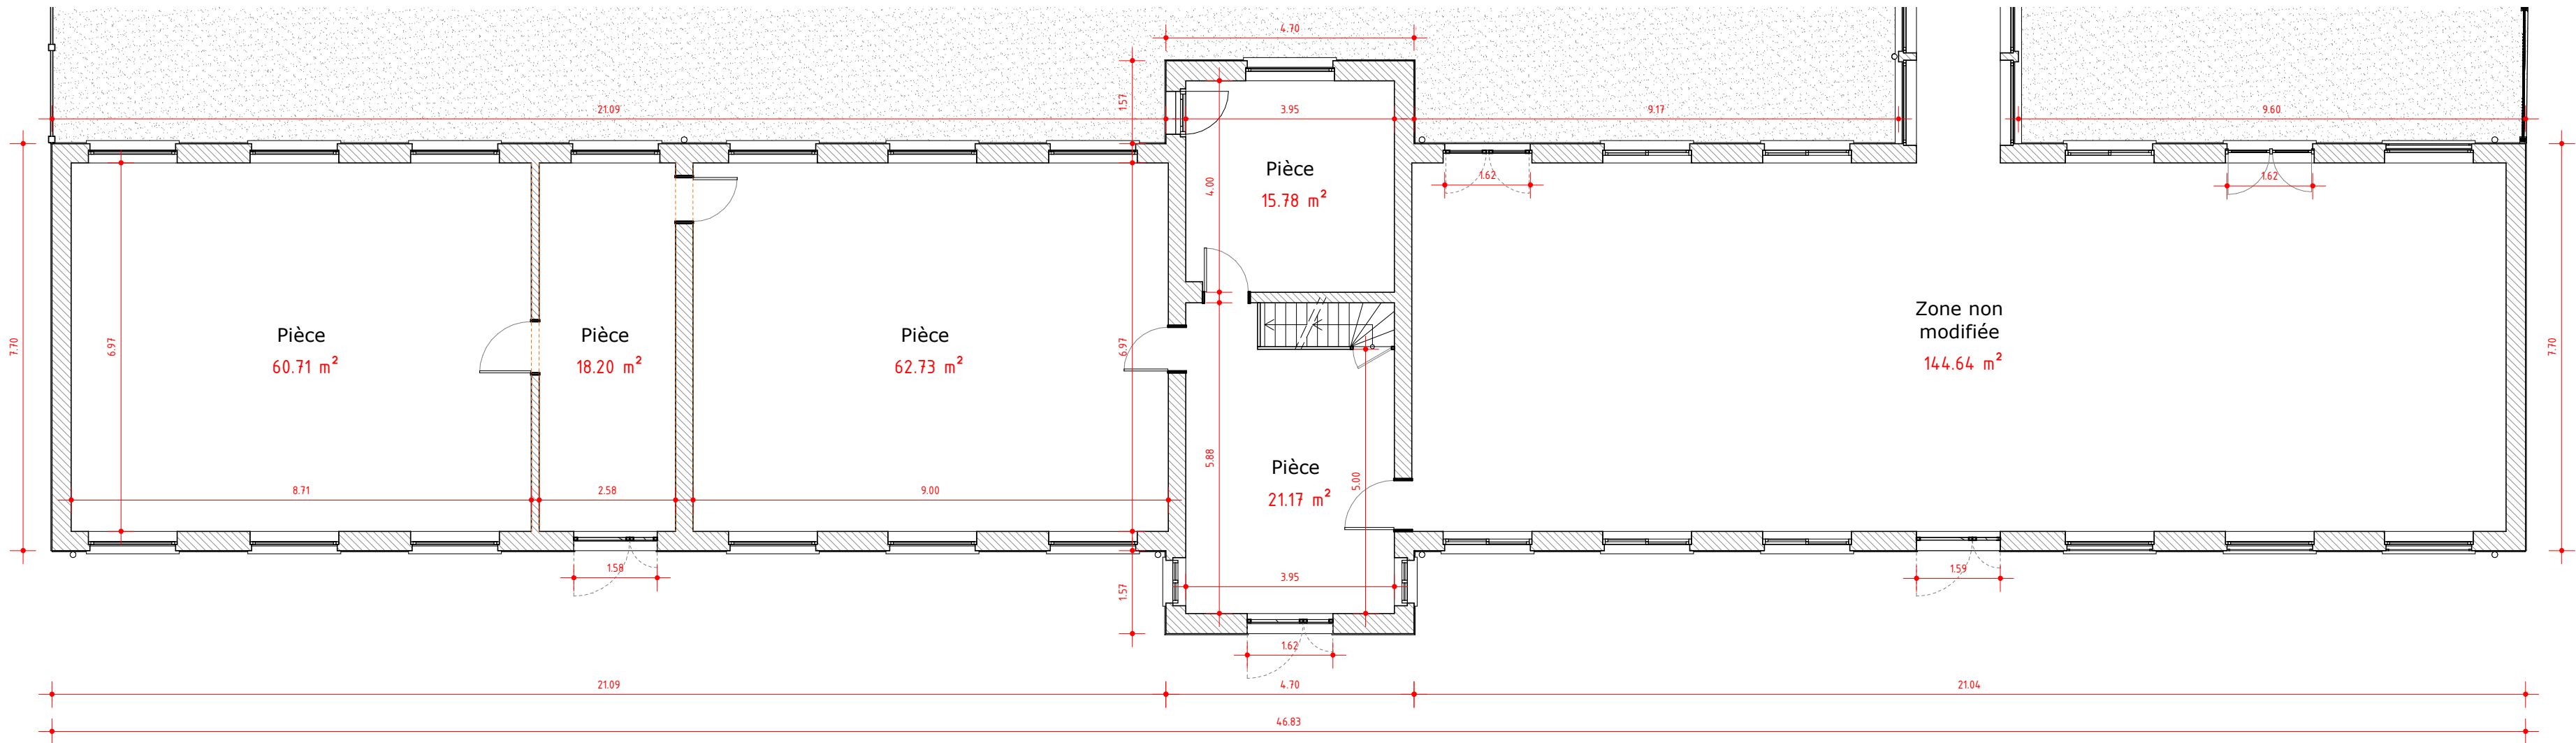 4.70
1.57
21.09
3.95
9.17
9.60
Pièce
15.78 m²
4.00
1.62
1.62
7.70
6.97
Pièce
60.71 m²
Pièce
18.20 m²
Pièce
62.73 m²
6.97
Zone non
modifiée
144.64 m²
7.70
8.71
2.58
9.00
5.88
Pièce
21.17 m²
5.00
1.58
1.57
3.95
1.59
1.62
21.09
4.70
21.04
46.83